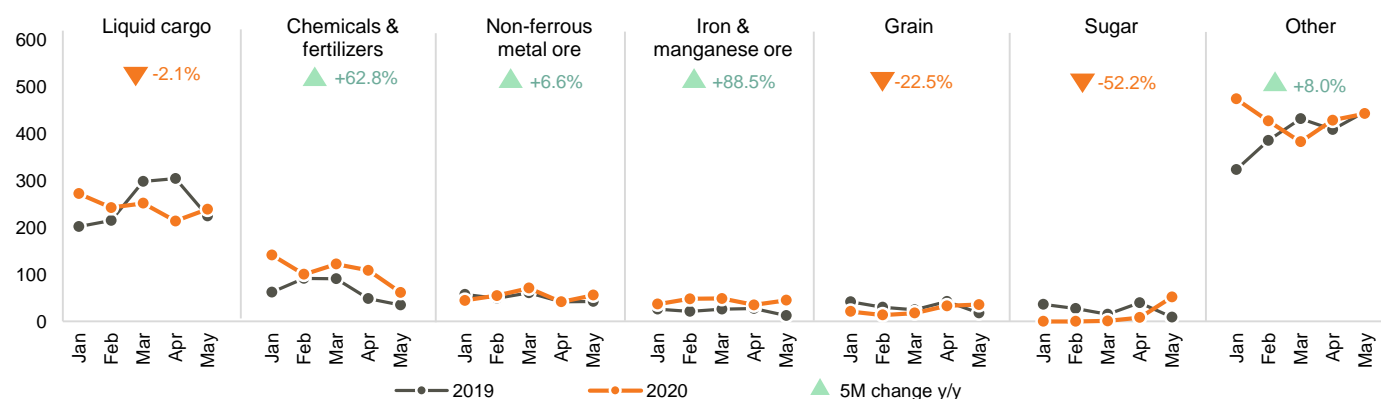 Liquid cargo
Chemicals &
fertilizers
Non-ferrous
metal ore
Iron &
manganese ore
Grain
Sugar
Other
-2.1%
+62.8%
+6.6%
+88.5%
-22.5%
-52.2%
+8.0%
600
500
400
300
200
100
0
Jan Feb Mar Apr May
Jan Feb Mar Apr May
Jan Feb Mar Apr May
Jan Feb Mar Apr May
Jan Feb Mar Apr May
Jan Feb Mar Apr May
Jan Feb Mar Apr May
2019 2020 5M change y/y